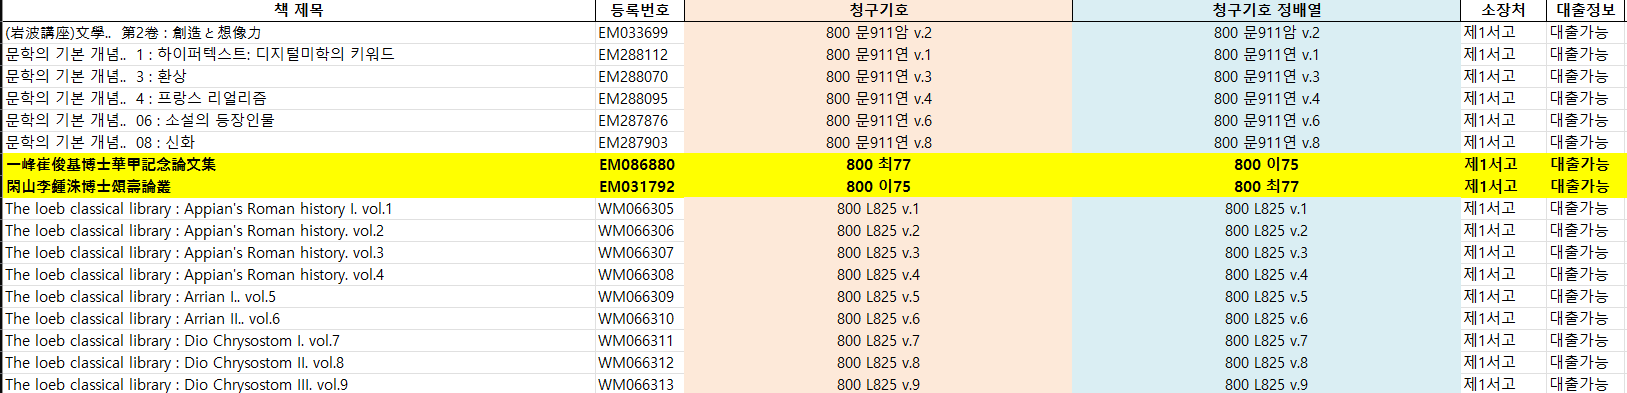 책 제목 등록번호 청구기호 청구기호 정배열 소장처 대출정보
(岩波講座)文學.. 第2卷 : 創造と想像力 EM033699 800 문911암 v.2 800 문911암 v.2 제1서고 대출가능
문학의 기본 개념.. 1 : 하이퍼텍스트: 디지털미학의 키워드 EM288112 800 문911연 v.1 800 문911연 v.1 제1서고 대출가능
문학의 기본 개념.. 3 : 환상 EM288070 800 문911연 v.3 800 문911연 v.3 제1서고 대출가능
문학의 기본 개념.. 4 : 프랑스 리얼리즘 EM288095 800 문911연 v.4 800 문911연 v.4 제1서고 대출가능
문학의 기본 개념.. 06 : 소설의 등장인물 EM287876 800 문911연 v.6 800 문911연 v.6 제1서고 대출가능
문학의 기본 개념.. 08 : 신화 EM287903 800 문911연 v.8 800 문911연 v.8 제1서고 대출가능
一峰崔俊基博士華甲記念論文集 EM086880 800 최77 800 이75 제1서고 대출가능
閑山李鍾洙博士頌壽論叢 EM031792 800 이75 800 최77 제1서고 대출가능
The loeb classical library : Appian's Roman history I. vol.1 WM066305 800 L825 v.1 800 L825 v.1 제1서고 대출가능
The loeb classical library : Appian's Roman history. vol.2 WM066306 800 L825 v.2 800 L825 v.2 제1서고 대출가능
The loeb classical library : Appian's Roman history. vol.3 WM066307 800 L825 v.3 800 L825 v.3 제1서고 대출가능
The loeb classical library : Appian's Roman history. vol.4 WM066308 800 L825 v.4 800 L825 v.4 제1서고 대출가능
The loeb classical library : Arrian I.. vol.5 WM066309 800 L825 v.5 800 L825 v.5 제1서고 대출가능
The loeb classical library : Arrian II.. vol.6 WM066310 800 L825 v.6 800 L825 v.6 제1서고 대출가능
The loeb classical library : Dio Chrysostom I. vol.7 WM066311 800 L825 v.7 800 L825 v.7 제1서고 대출가능
The loeb classical library : Dio Chrysostom II. vol.8 WM066312 800 L825 v.8 800 L825 v.8 제1서고 대출가능
The loeb classical library : Dio Chrysostom III. vol.9 WM066313 800 L825 v.9 800 L825 v.9 제1서고 대출가능